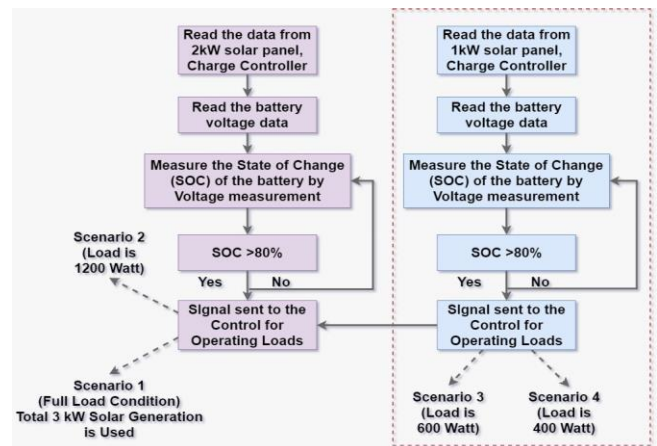 Read the data from
2kW solar panel,
Charge Controller
Read the battery
voltage data
Measure the State of Change
(SOC) of the battery by
Voltage measurement
SOC >80%
Yes
No
SIgnal sent to the
Control for
Operating Loads
Scenario 2
(Load is
1200 Watt)
Scenario 1
(Full Load Condition)
Total 3 kW Solar Generation
is Used
Read the data from
1kW solar panel,
Charge Controller
Read the battery
voltage data
Measure the State of Change
(SOC) of the battery by
Voltage measurement
SOC >80%
Yes
No
SIgnal sent to the
Control for
Operating Loads
Scenario 3
(Load is
600 Watt)
Scenario 4
(Load is
400 Watt)